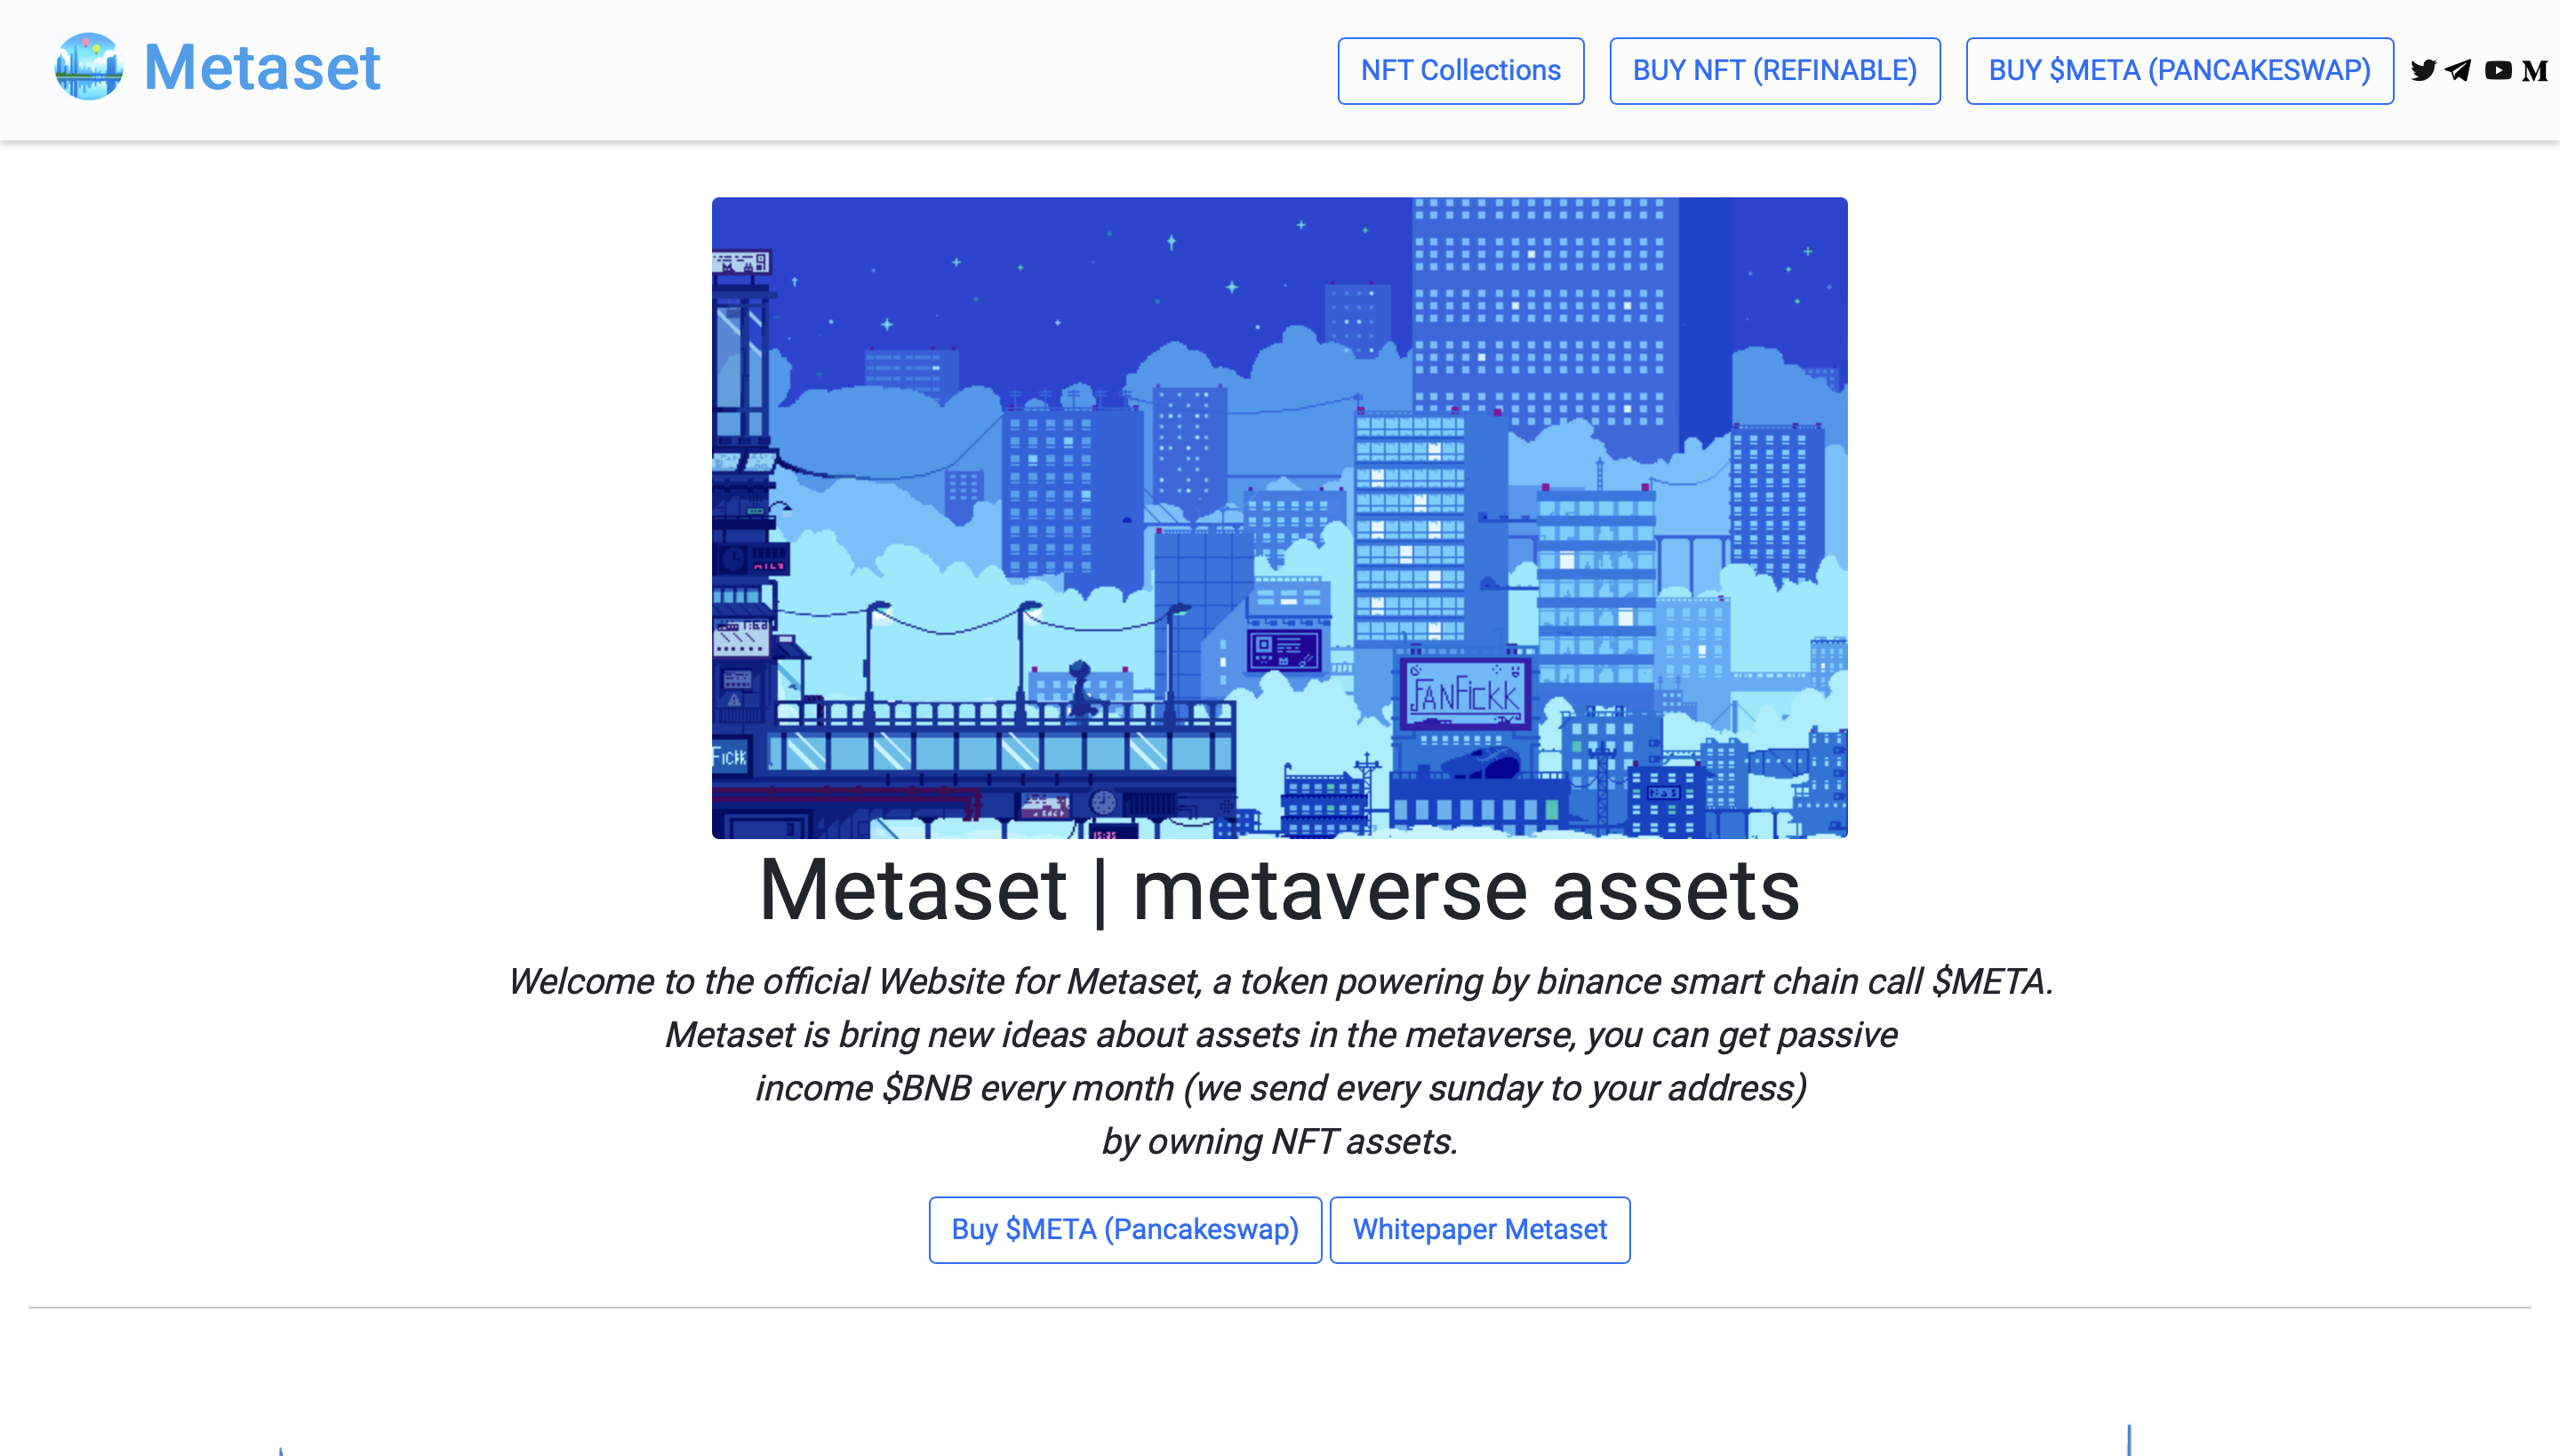 Metaset
NFT Collections
BUY NFT (REFINABLE)
BUY $META (PANCAKESWAP)
FANFICKK
FICKK
15:35
Metaset | metaverse assets
Welcome to the official Website for Metaset, a token powering by binance smart chain call $META.
Metaset is bring new ideas about assets in the metaverse, you can get passive
income $BNB every month (we send every sunday to your address)
by owning NFT assets.
Buy $META (Pancakeswap)
Whitepaper Metaset